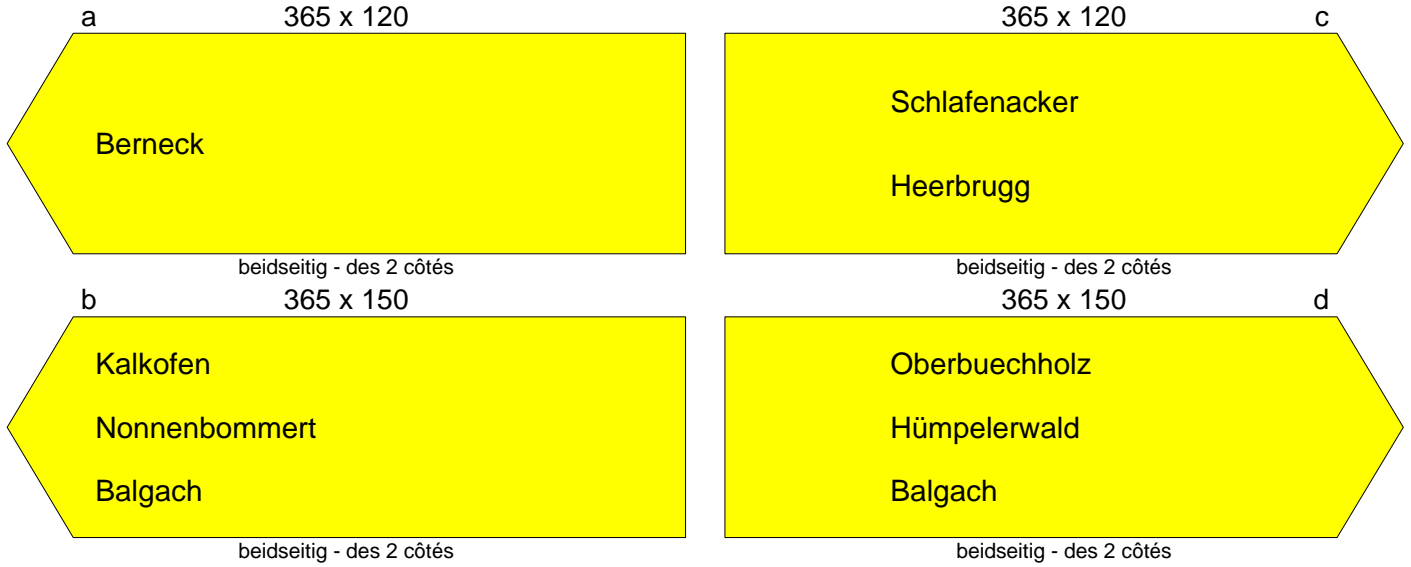 a 365 x 120
Berneck
beidseitig - des 2 côtés
365 x 120 c
Schlafenacker
Heerbrugg
beidseitig - des 2 côtés
b 365 x 150
Kalkofen
Nonnenbommert
Balgach
beidseitig - des 2 côtés
365 x 150 d
Oberbuechholz
Hümpelerwald
Balgach
beidseitig - des 2 côtés